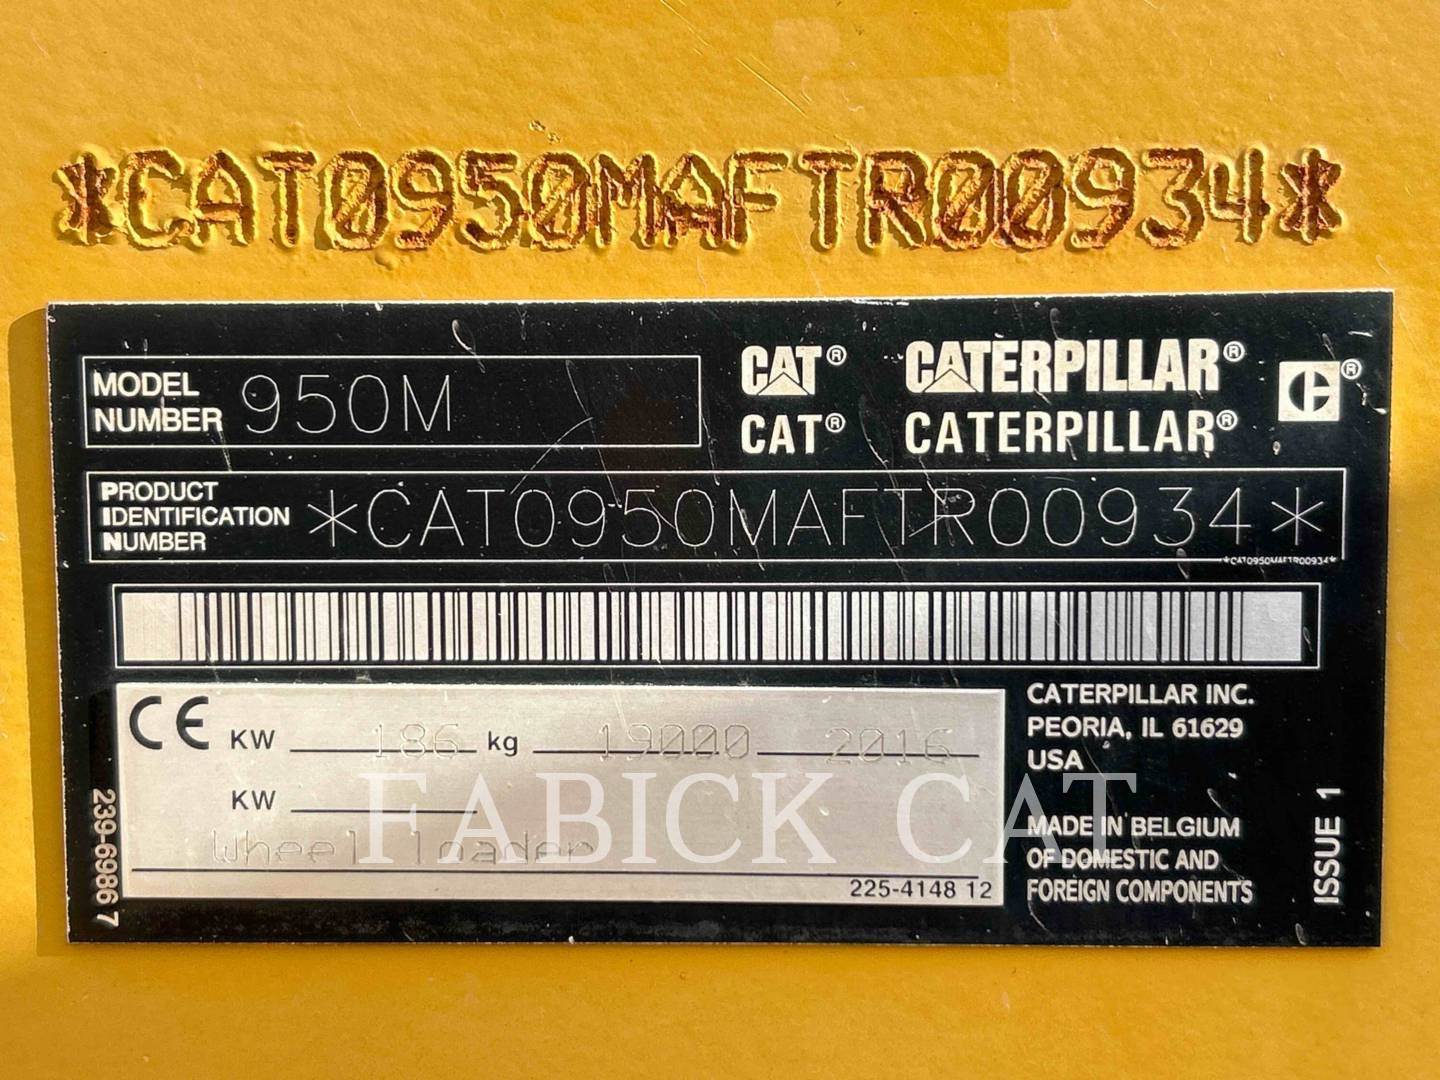 *CAT0950MAFTR00934*
MODEL NUMBER 950M
CAT® CATERPILLAR®
CAT® CATERPILLAR®
C®
PRODUCT IDENTIFICATION NUMBER *CAT0950MAFTR00934*
*CAT0950MAFTR00934*
CE KW 186 kg 19000 2016
KW
Wheel loader
225-4148 12
CATERPILLAR INC.
PEORIA, IL 61629
USA
MADE IN BELGIUM
OF DOMESTIC AND
FOREIGN COMPONENTS
239-6986 7
ISSUE 1
FABICK CAT